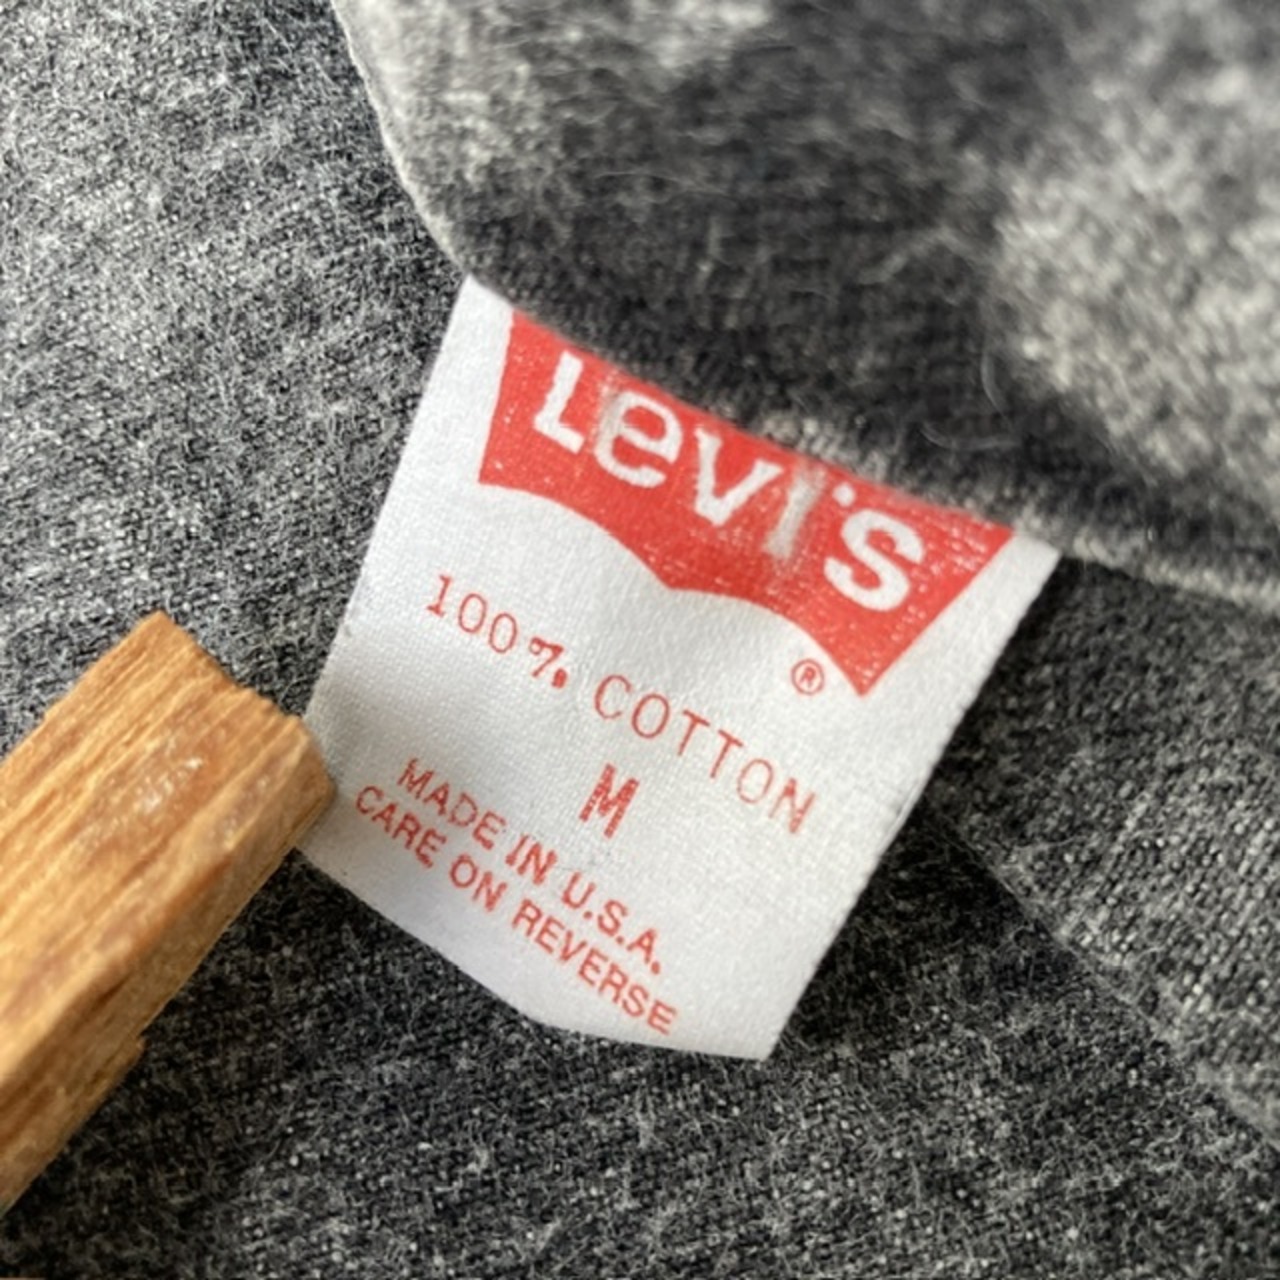 Levi's
®
100% COTTON
M
MADE IN U.S.A.
CARE ON REVERSE